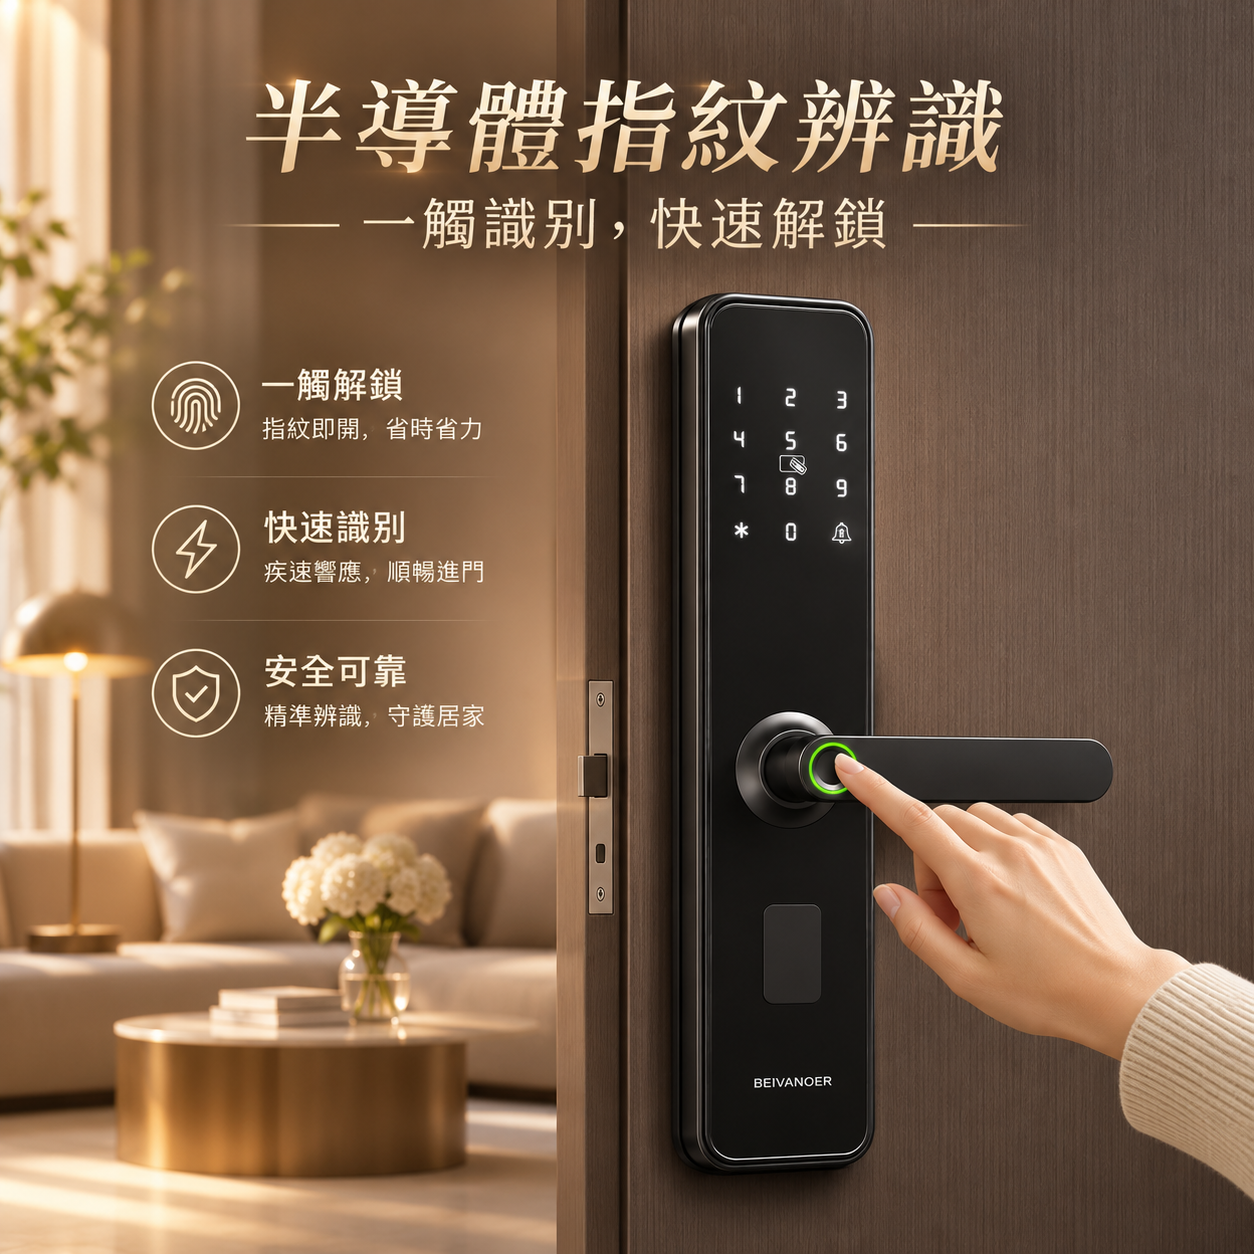 半導體指紋辨識
一觸識別，快速解鎖
一觸解鎖
指紋即開，省時省力
快速識別
疾速響應，順暢進門
安全可靠
精準辨識，守護居家
1 2 3
4 5 6
7 8 9
* 0
BEIVANOER